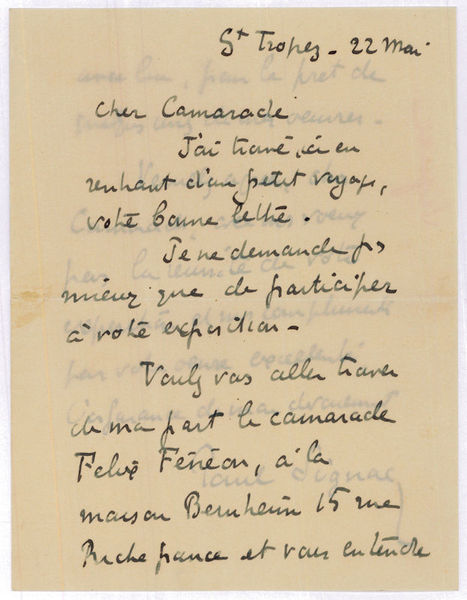 St Tropez - 22 Mai
Cher Camarade
J'ai trouvé, ici en
rentrant d'un petit voyage,
votre bonne lettre.
Je ne demande pas
mieux que de participer
à votre exposition -
Voulez vous aller trouver
de ma part le camarade
Felix Fénéon, à la
maison Bernheim 15 rue
Richepance et vous entendre